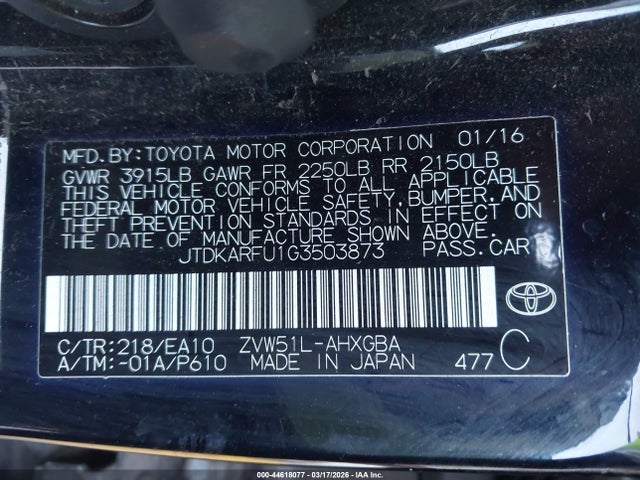 MFD.BY:TOYOTA MOTOR CORPORATION 01/16
GVWR 3915LB GAWR FR 2250LB RR 2150LB
THIS VEHICLE CONFORMS TO ALL APPLICABLE
FEDERAL MOTOR VEHICLE SAFETY,BUMPER,AND
THEFT PREVENTION STANDARDS IN EFFECT ON
THE DATE OF MANUFACTURE SHOWN ABOVE.
JTDKARFU1G3503873 PASS.CAR
C/TR:218/EA10 ZVW51L-AHXGBA
A/TM:-01A/P610 MADE IN JAPAN 477 C
000-44618077 — 03/17/2026 — IAA Inc.